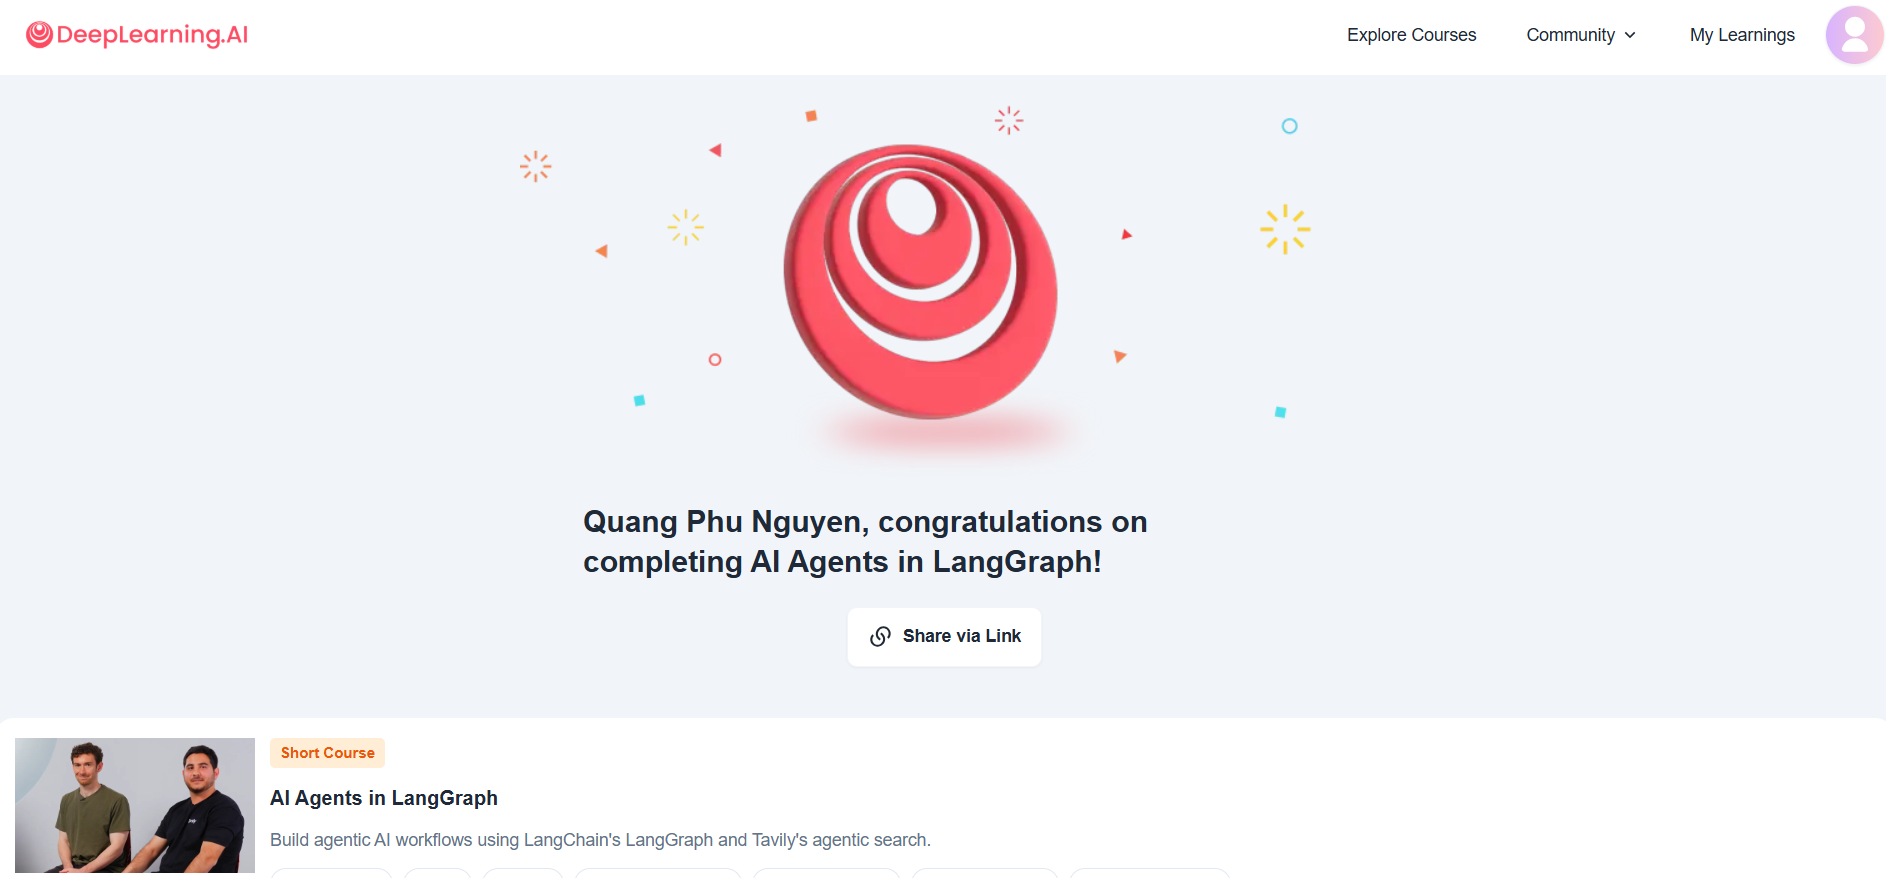 DeepLearning.AI
Explore Courses
Community
My Learnings
Quang Phu Nguyen, congratulations on
completing AI Agents in LangGraph!
Share via Link
Short Course
AI Agents in LangGraph
Build agentic AI workflows using LangChain's LangGraph and Tavily's agentic search.